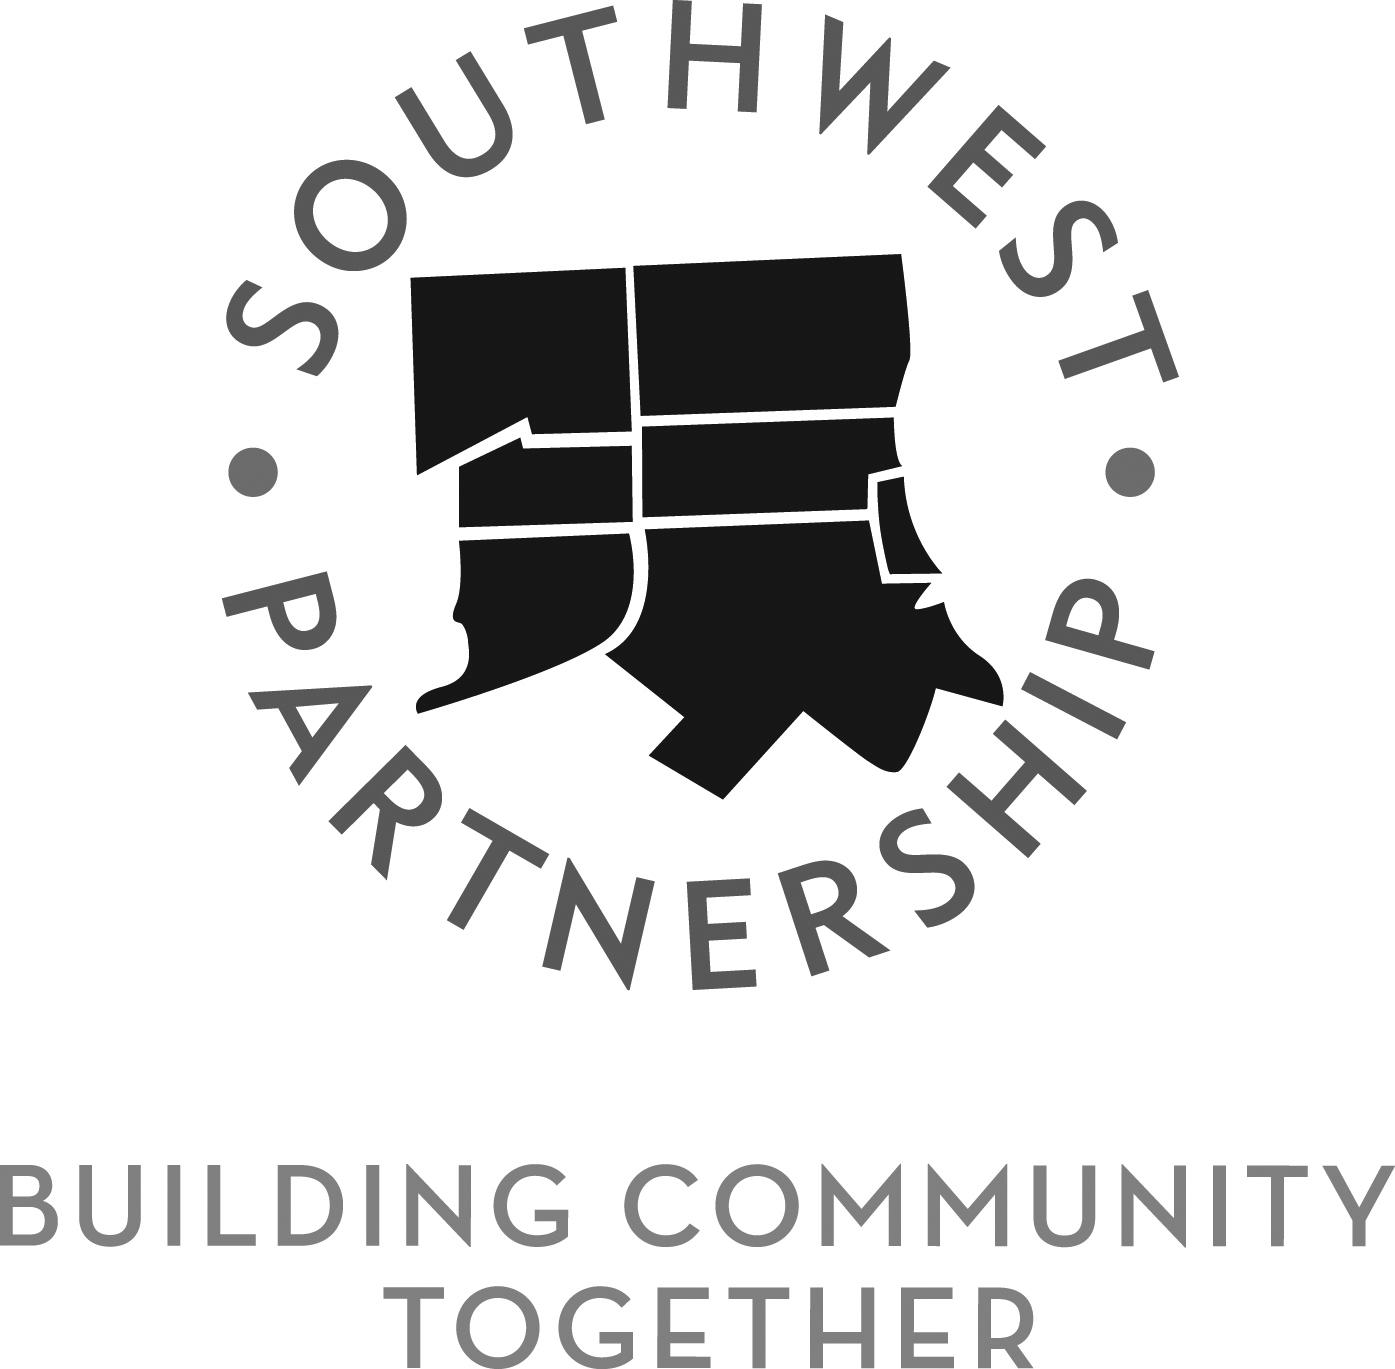 SOUTHWEST
PARTNERSHIP
BUILDING COMMUNITY
TOGETHER